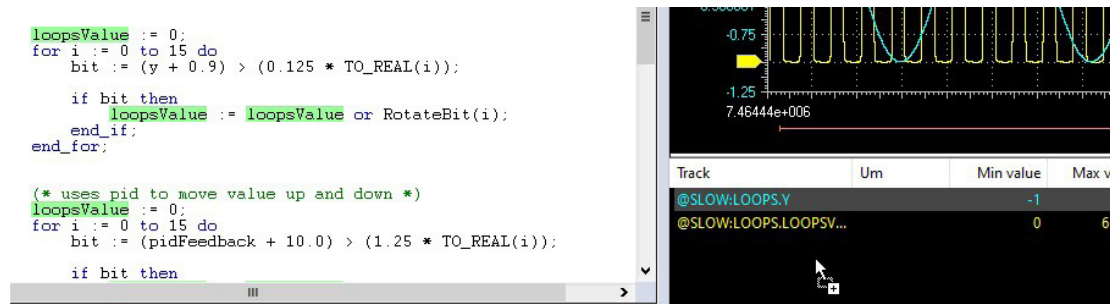 loopsValue := 0;
for i := 0 to 15 do
bit := (y + 0.9) > (0.125 * TO_REAL(i));
if bit then
loopsValue := loopsValue or RotateBit(i);
end_if;
end_for;
(* uses pid to move value up and down *)
loopsValue := 0;
for i := 0 to 15 do
bit := (pidFeedback + 10.0) > (1.25 * TO_REAL(i));
if bit then
-0.75
-1.25
7.46444e+006
Track Um Min value Max v
@SLOW:LOOPS.Y -1
@SLOW:LOOPS.LOOPSV... 0 6